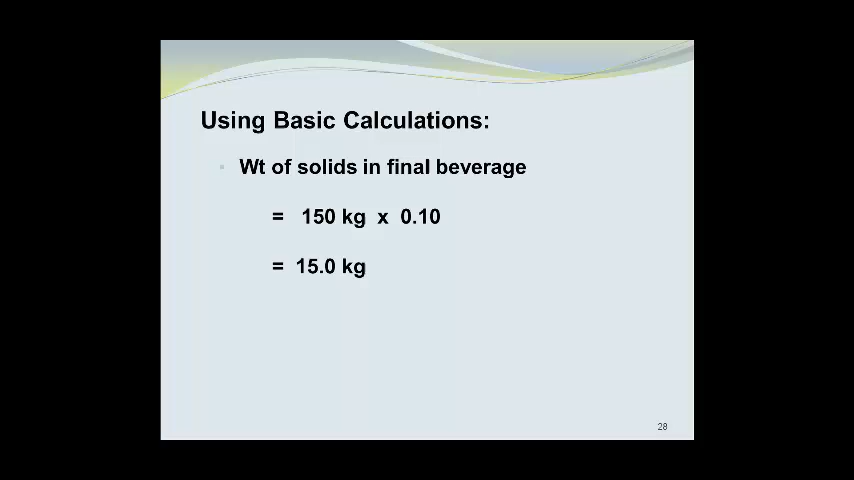 Using Basic Calculations:
Wt of solids in final beverage
= 150 kg x 0.10
= 15.0 kg
28